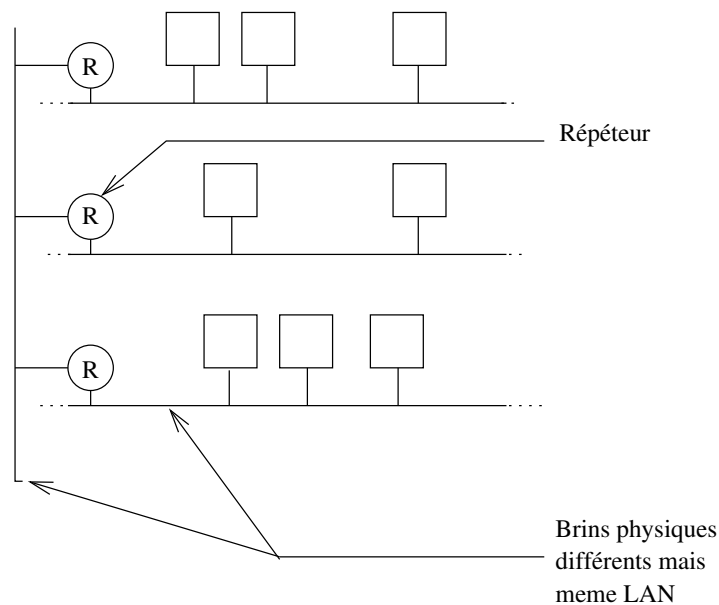 R
Répéteur
R
R
Brins physiques
différents mais
meme LAN